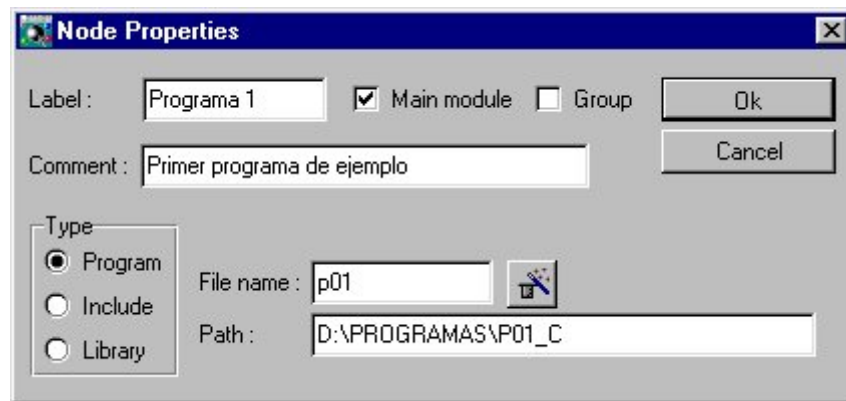 Node Properties
Label : Programa 1 Main module Group Ok
Comment : Primer programa de ejemplo Cancel
Type
Program
Include
Library
File name : p01
Path : D:\PROGRAMAS\P01_C